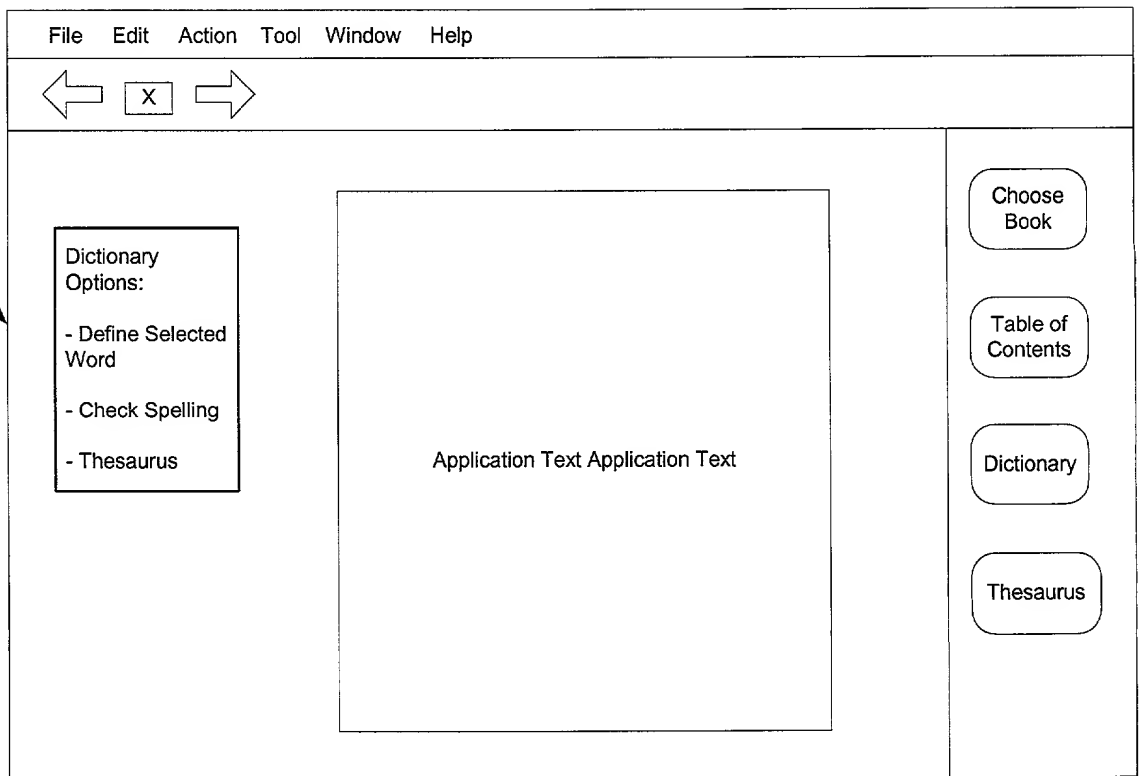 File Edit Action Tool Window Help
X
Dictionary
Options:
- Define Selected
Word
- Check Spelling
- Thesaurus
Application Text Application Text
Choose
Book
Table of
Contents
Dictionary
Thesaurus